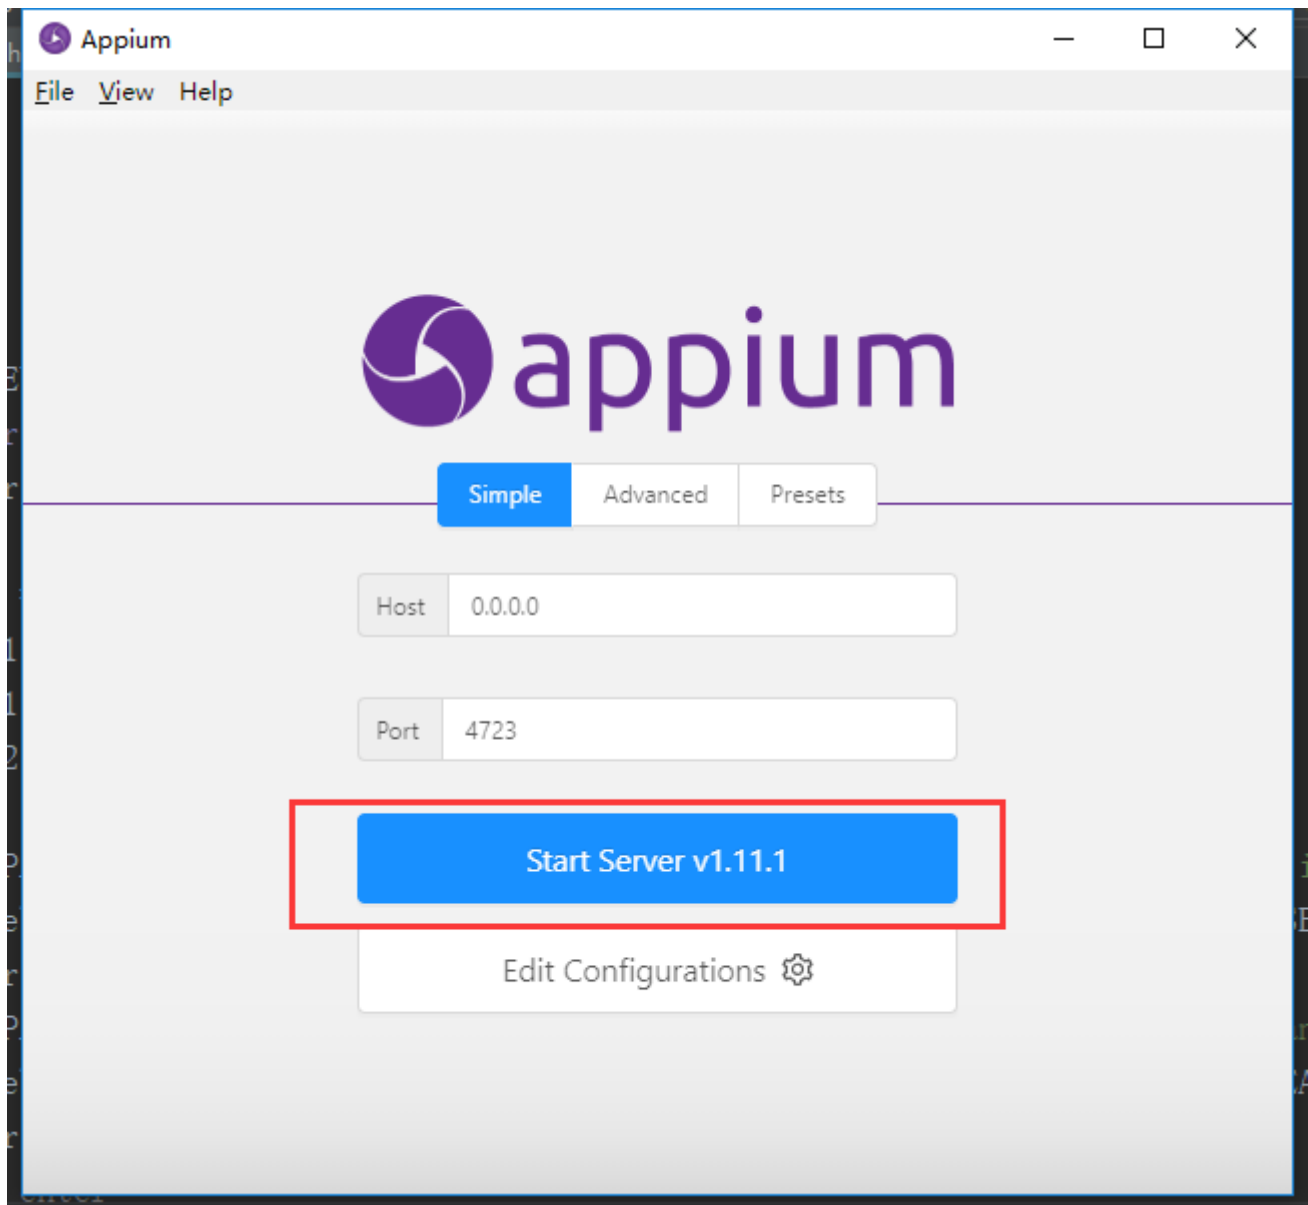 Appium
File View Help
appium
Simple Advanced Presets
Host 0.0.0.0
Port 4723
Start Server v1.11.1
Edit Configurations